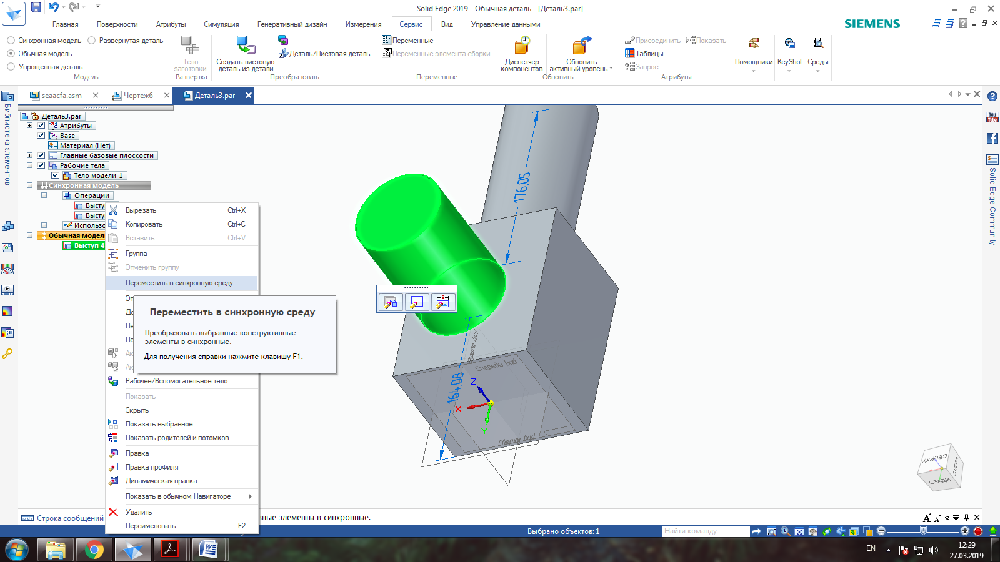 Solid Edge 2019 - Обычная деталь - [Деталь3.par]
Главная Поверхности Атрибуты Симуляция Генеративный дизайн Измерения Сервис Вид Управление данными
SIEMENS
Синхронная модель Развернутая деталь
Обычная модель
Упрощенная деталь
Модель
Тело заготовки
Развертка
Создать листовую деталь из детали
Деталь/Листовая деталь
Преобразовать
Переменные
Переменные элемента сборки
Переменные
Диспетчер компонентов
Обновить активный уровень
Обновить
Присоединить Показать
Таблицы
Запрос
Атрибуты
Помощники
KeyShot
Среды
seaacfa.asm Чертеж6 Деталь3.par
Библиотека элементов
Деталь3.par
Атрибуты
Base
Материал (Нет)
Главные базовые плоскости
Рабочие тела
Тело модели_1
Синхронная модель
Операции
Высту
Высту
Использо
Обычная модел
Выступ 4
Вырезать Ctrl+X
Копировать Ctrl+C
Вставить Ctrl+V
Группа
Отменить группу
Переместить в синхронную среду
От
До
Пе
Пе
Ак
Ак
Переместить в синхронную среду
Преобразовать выбранные конструктивные
элементы в синхронные.
Для получения справки нажмите клавишу F1.
Рабочее/Вспомогательное тело
Показать
Скрыть
Показать выбранное
Показать родителей и потомков
Правка
Правка профиля
Динамическая правка
Показать в обычном Навигаторе
Удалить
Переименовать F2
176,05
164,08
Спереди (xz)
Сверху (xy)
Z
X
Y
СВЕРХУ
СЗАДИ
You Tube
Solid Edge Community
Строка сообщений
вные элементы в синхронные.
Выбрано объектов: 1
Найти команду
EN
12:29
27.03.2019